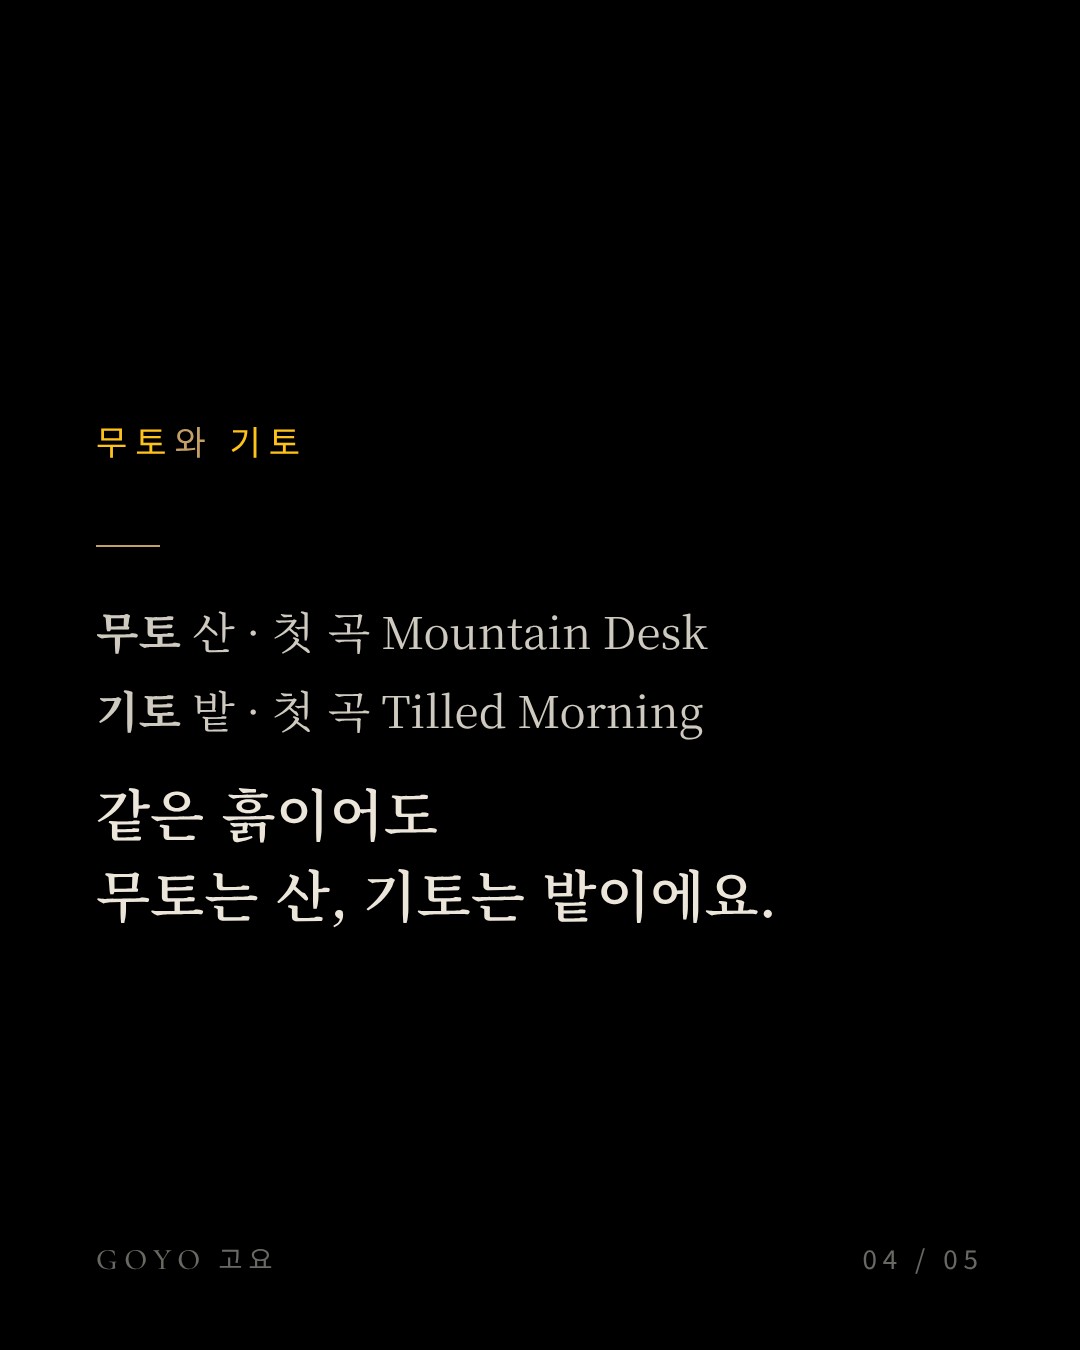 무토와 기토
무토 산 · 첫 곡 Mountain Desk
기토 밭 · 첫 곡 Tilled Morning
같은 흙이어도
무토는 산, 기토는 밭이에요.
GOYO 고요
04 / 05